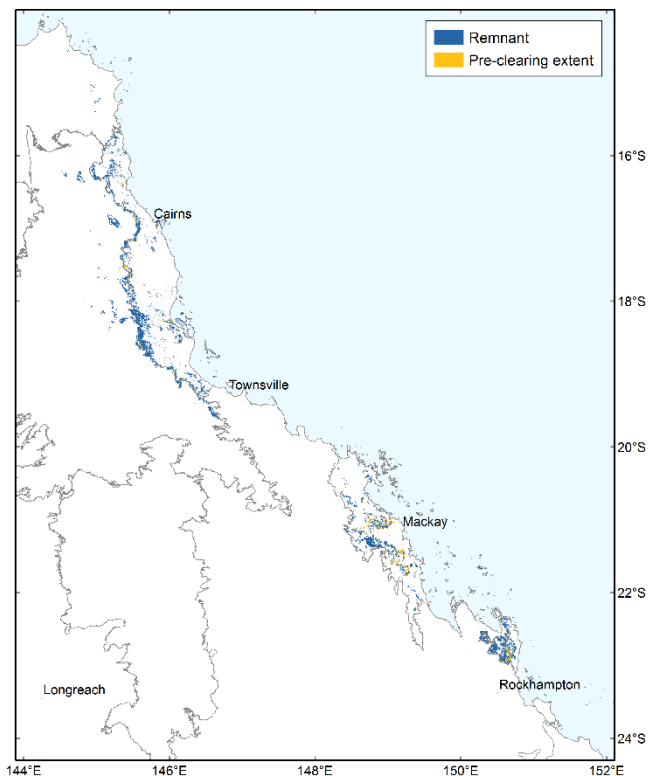 Remnant
Pre-clearing extent
16°S
Cairns
18°S
Townsville
20°S
Mackay
22°S
Longreach
Rockhampton
24°S
144°E
146°E
148°E
150°E
152°E